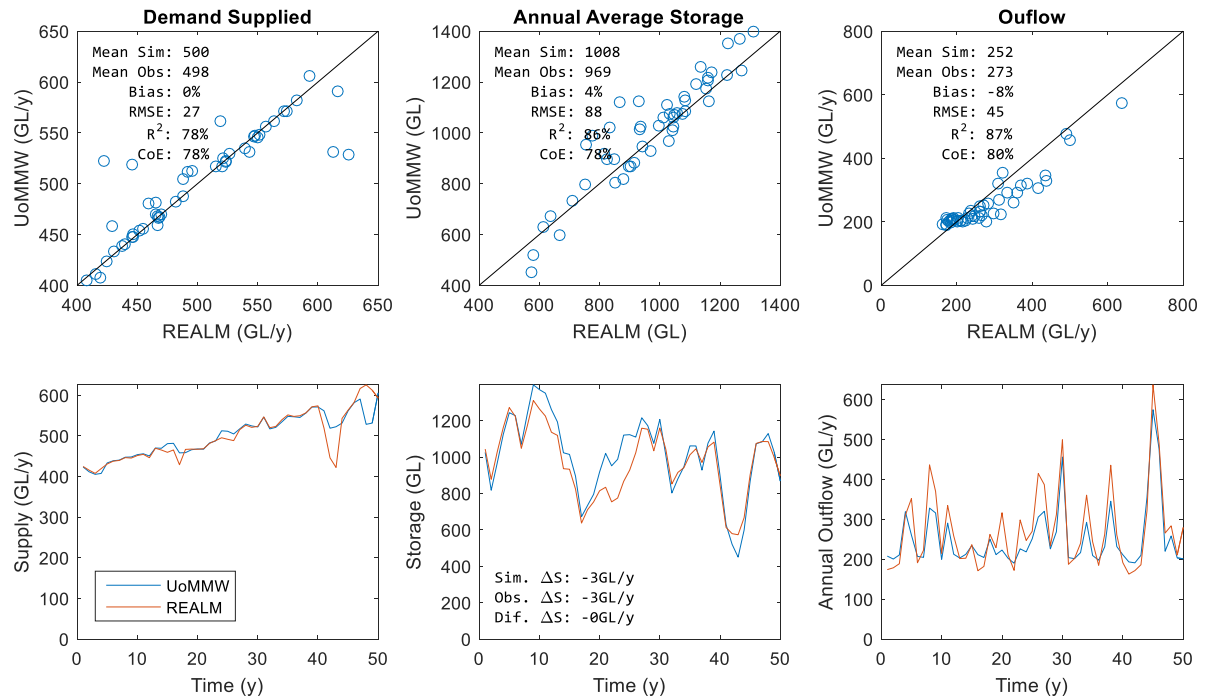 Demand Supplied
650
600
550
500
450
400
UoMMW (GL/y)
Mean Sim: 500
Mean Obs: 498
Bias: 0%
RMSE: 27
R²: 78%
CoE: 78%
400 450 500 550 600 650
REALM (GL/y)
Annual Average Storage
1400
1200
1000
800
600
400
UoMMW (GL)
Mean Sim: 1008
Mean Obs: 969
Bias: 4%
RMSE: 88
R²: 86%
CoE: 78%
400 600 800 1000 1200 1400
REALM (GL)
Ouflow
800
600
400
200
0
UoMMW (GL/y)
Mean Sim: 252
Mean Obs: 273
Bias: -8%
RMSE: 45
R²: 87%
CoE: 80%
0 200 400 600 800
REALM (GL/y)
600
500
400
300
200
100
0
Supply (GL/y)
UoMMW
REALM
0 10 20 30 40 50
Time (y)
1200
1000
800
600
400
200
0
Storage (GL)
Sim. ΔS: -3GL/y
Obs. ΔS: -3GL/y
Dif. ΔS: -0GL/y
0 10 20 30 40 50
Time (y)
600
500
400
300
200
100
0
Annual Outflow (GL/y)
0 10 20 30 40 50
Time (y)